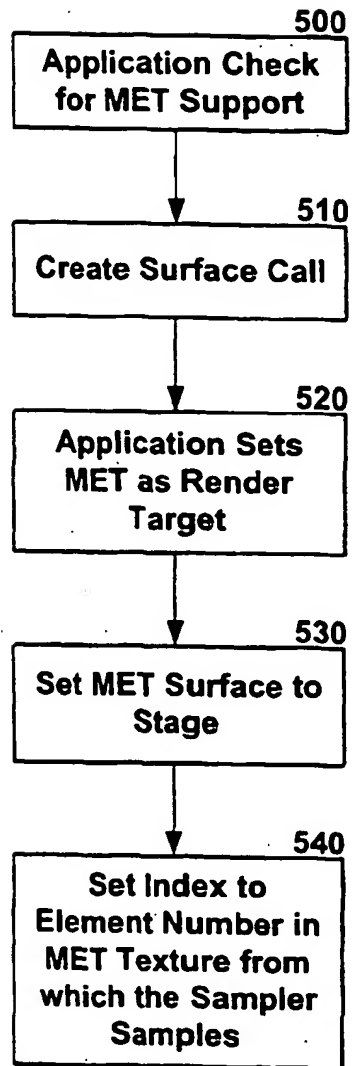 500
Application Check
for MET Support
510
Create Surface Call
520
Application Sets
MET as Render
Target
530
Set MET Surface to
Stage
540
Set Index to
Element Number in
MET Texture from
which the Sampler
Samples